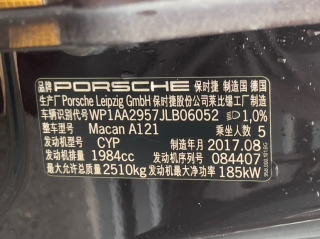 品牌 PORSCHE 保时捷 制造国 德国
生产厂 Porsche Leipzig GmbH 保时捷股份公司莱比锡工厂制造
车辆识别代号 WP1AA2957JLB06052 1,0%
整车型号 Macan A121 乘坐人数 5
发动机型号 CYP 制造年月 2017.08
发动机排量 1984cc 发动机序列号 084407
最大允许总质量 2510kg 发动机最大净功率 185kW